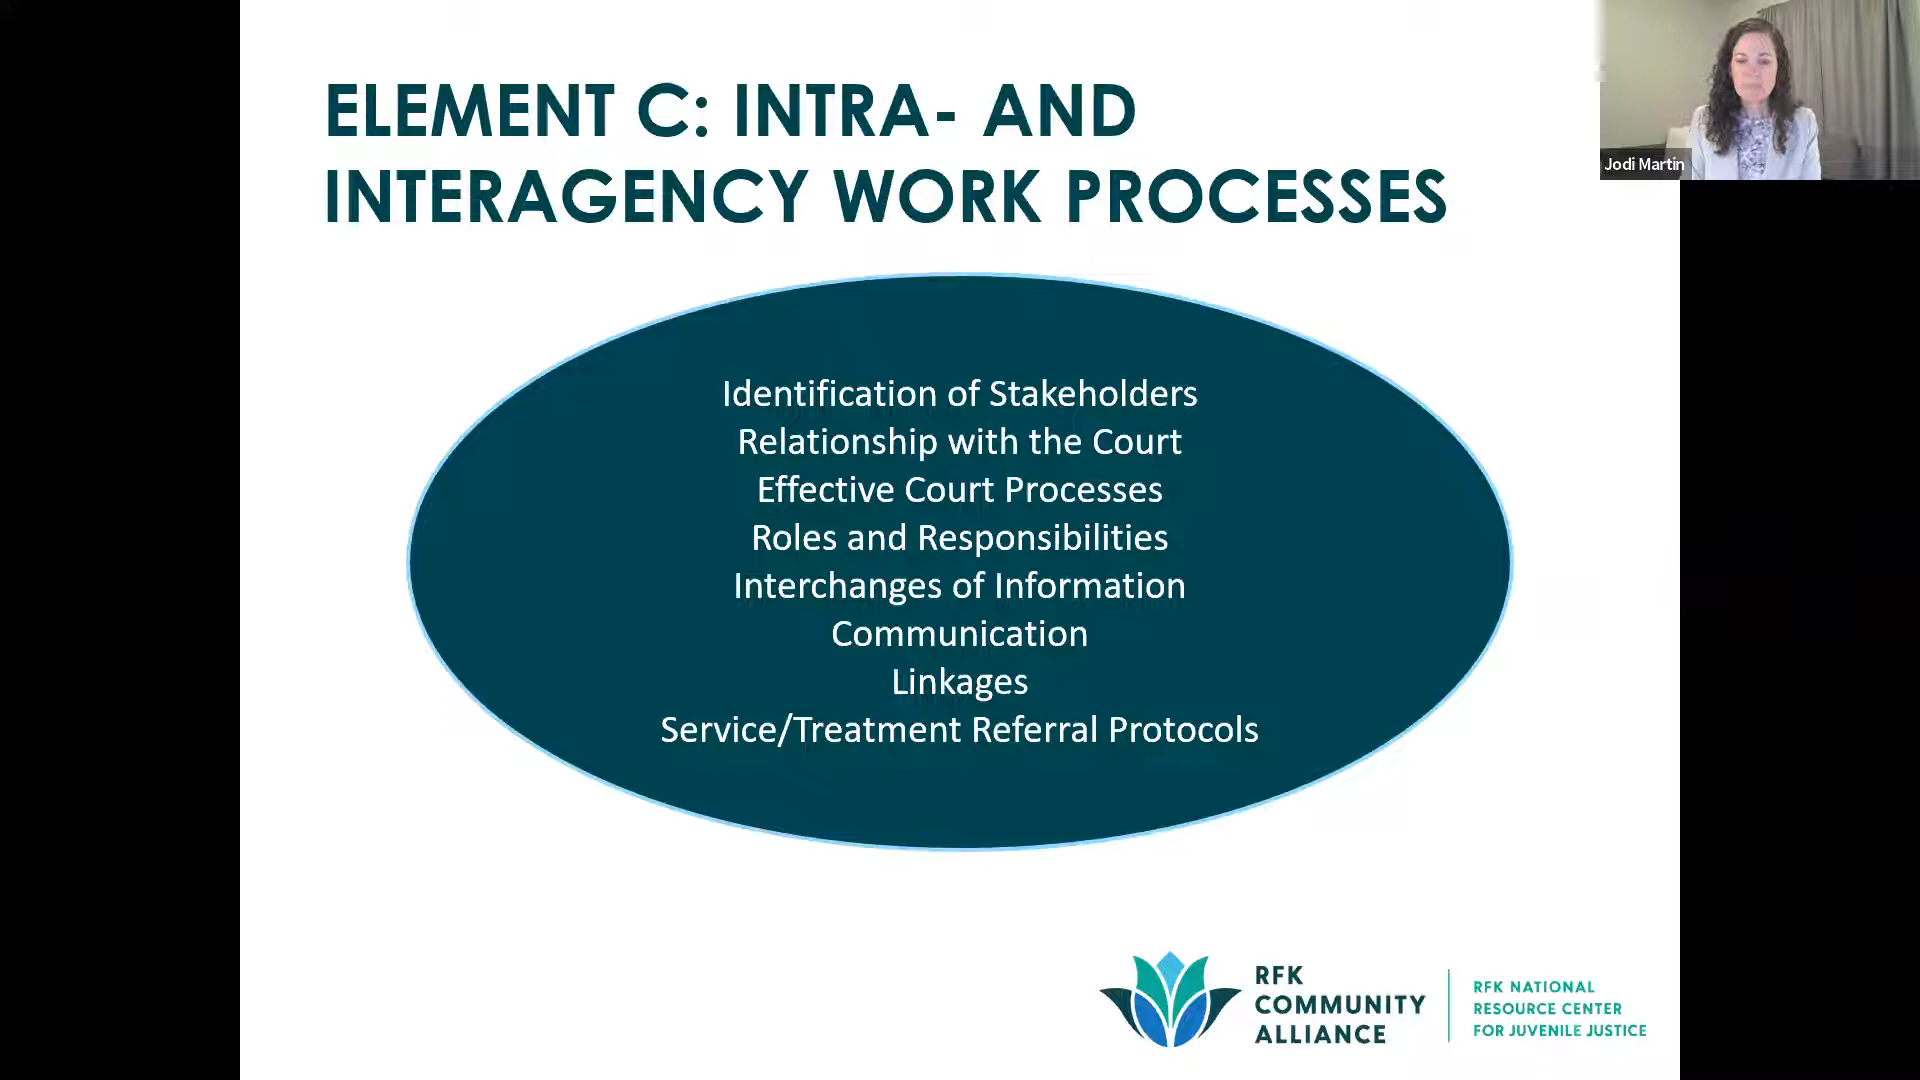 ELEMENT C: INTRA- AND
INTERAGENCY WORK PROCESSES
Jodi Martin
Identification of Stakeholders
Relationship with the Court
Effective Court Processes
Roles and Responsibilities
Interchanges of Information
Communication
Linkages
Service/Treatment Referral Protocols
RFK
COMMUNITY
ALLIANCE
RFK NATIONAL
RESOURCE CENTER
FOR JUVENILE JUSTICE